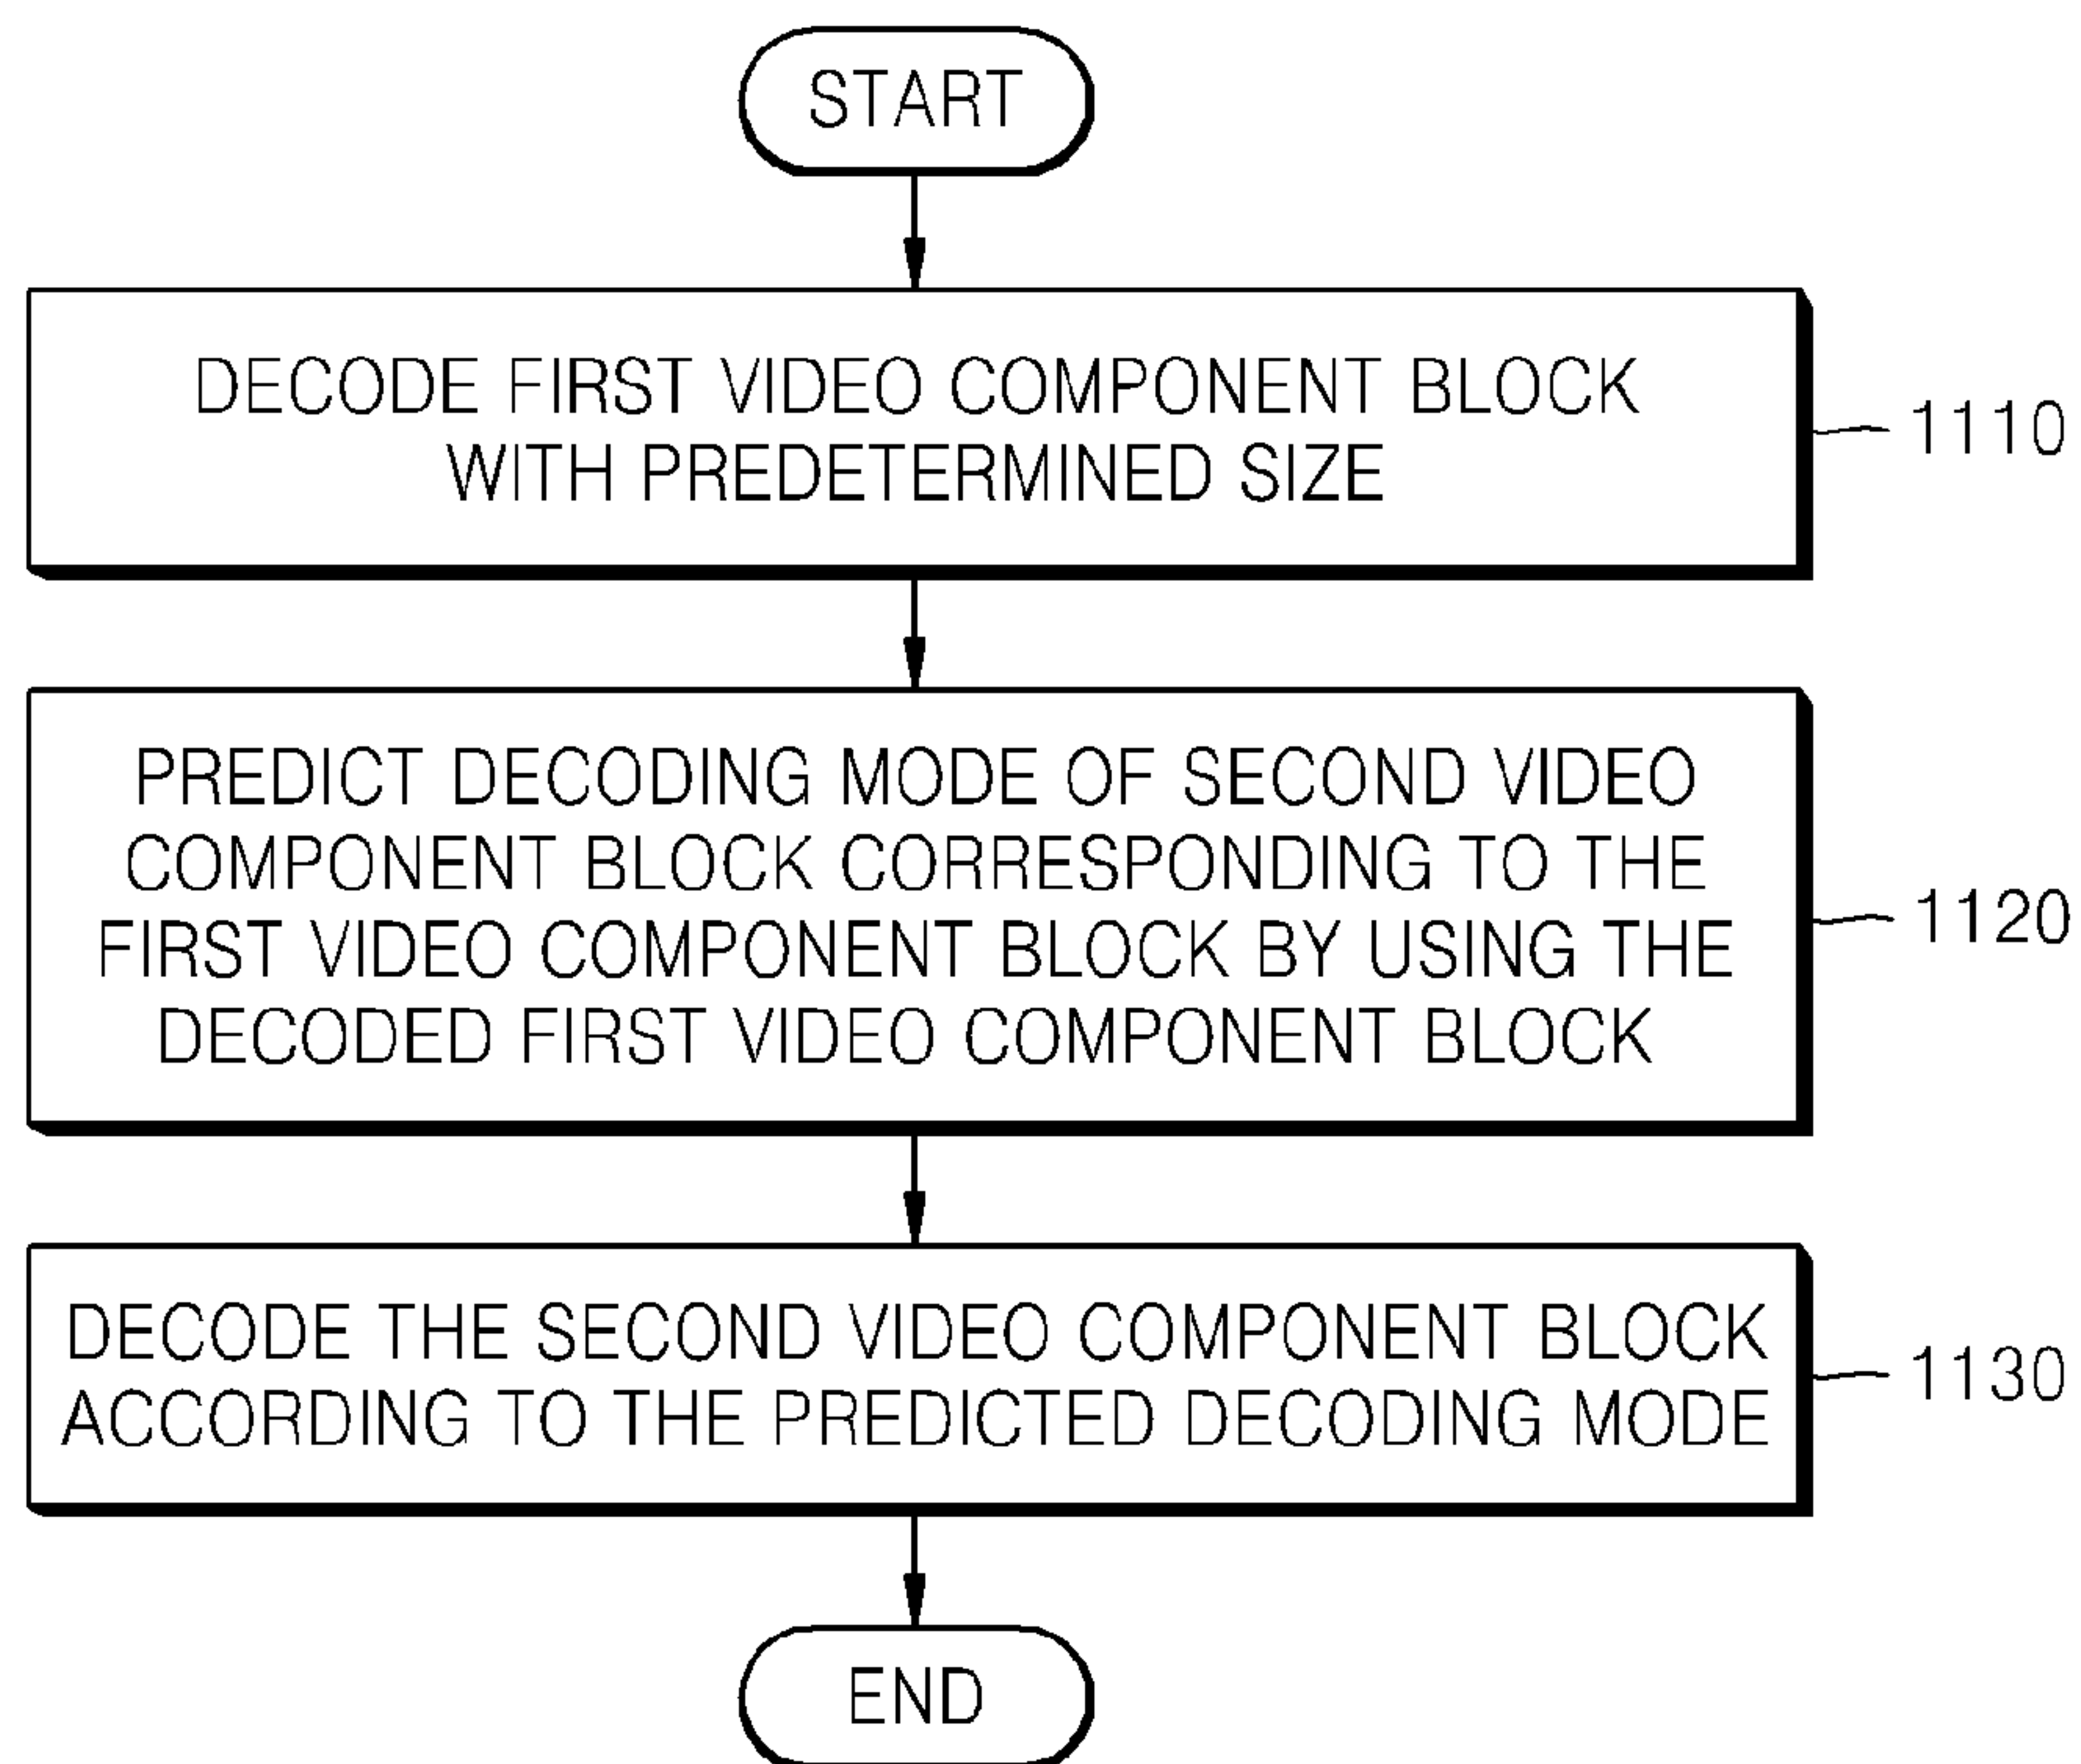 START
DECODE FIRST VIDEO COMPONENT BLOCK
WITH PREDETERMINED SIZE
1110
PREDICT DECODING MODE OF SECOND VIDEO
COMPONENT BLOCK CORRESPONDING TO THE
FIRST VIDEO COMPONENT BLOCK BY USING THE
DECODED FIRST VIDEO COMPONENT BLOCK
1120
DECODE THE SECOND VIDEO COMPONENT BLOCK
ACCORDING TO THE PREDICTED DECODING MODE
1130
END